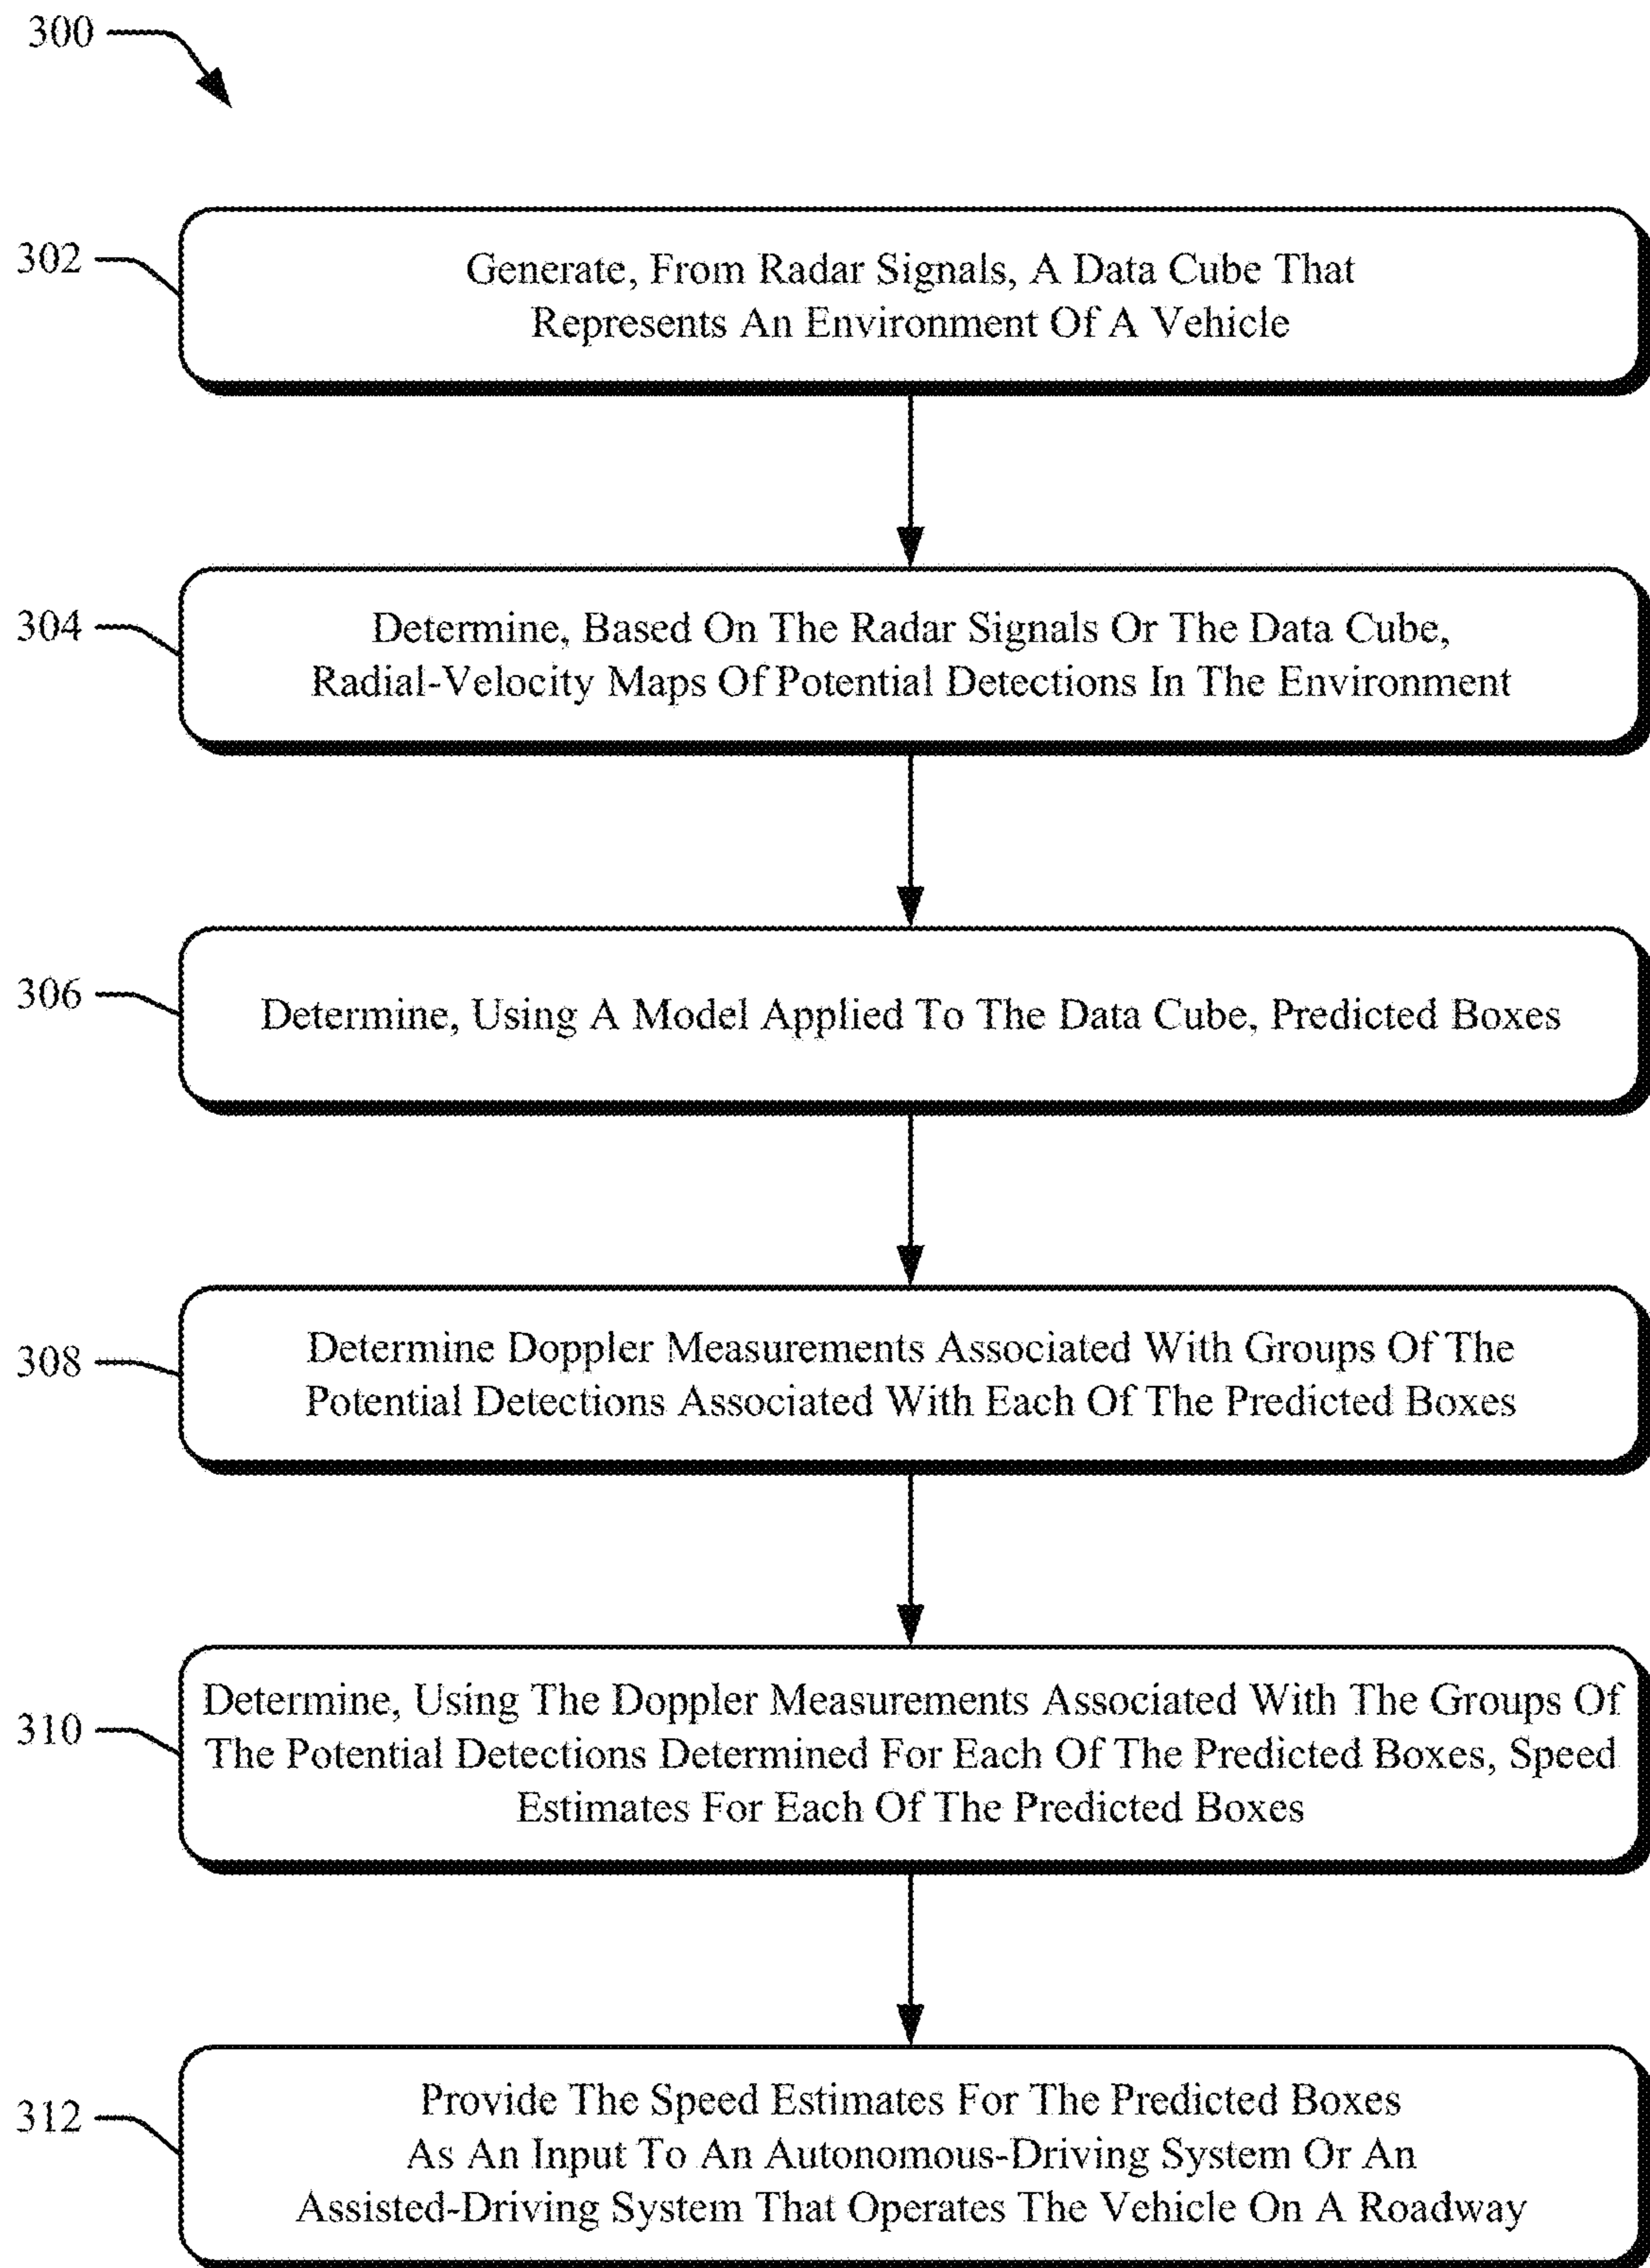 300
302
Generate, From Radar Signals, A Data Cube That
Represents An Environment Of A Vehicle
304
Determine, Based On The Radar Signals Or The Data Cube,
Radial-Velocity Maps Of Potential Detections In The Environment
306
Determine, Using A Model Applied To The Data Cube, Predicted Boxes
308
Determine Doppler Measurements Associated With Groups Of The
Potential Detections Associated With Each Of The Predicted Boxes
310
Determine, Using The Doppler Measurements Associated With The Groups Of
The Potential Detections Determined For Each Of The Predicted Boxes, Speed
Estimates For Each Of The Predicted Boxes
312
Provide The Speed Estimates For The Predicted Boxes
As An Input To An Autonomous-Driving System Or An
Assisted-Driving System That Operates The Vehicle On A Roadway